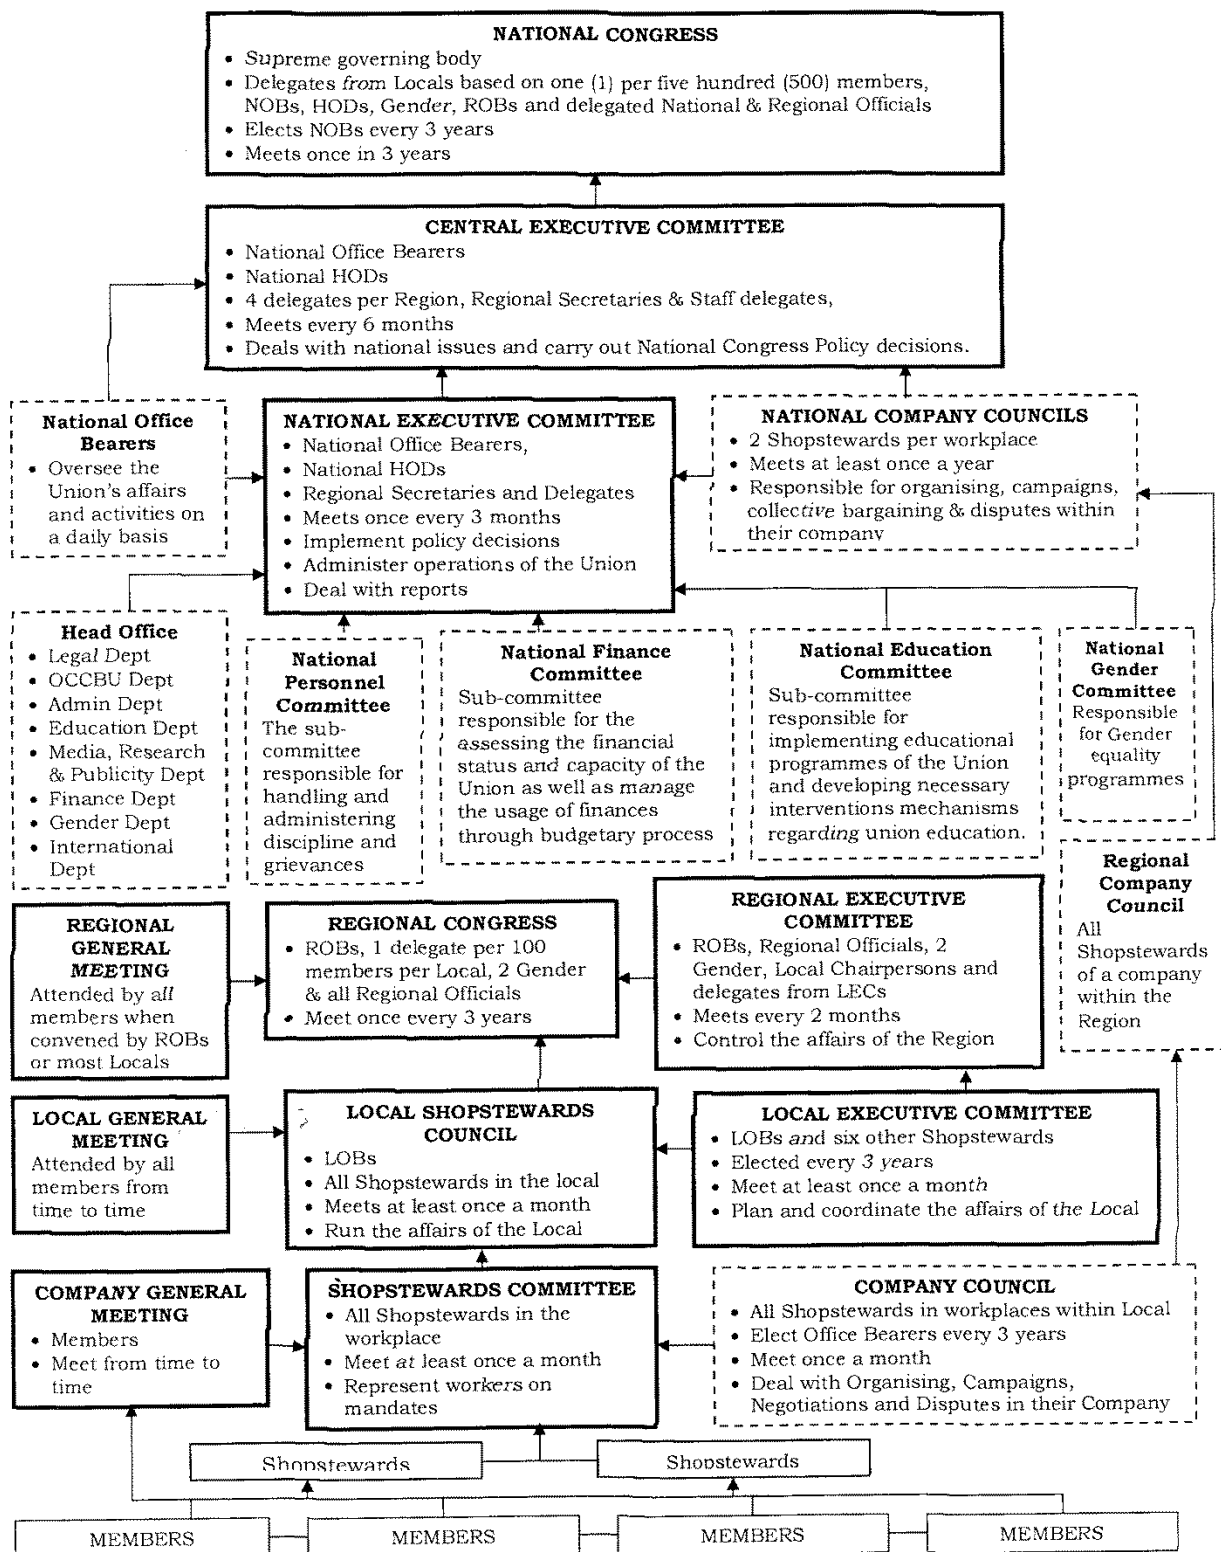 NATIONAL CONGRESS
• Supreme governing body
• Delegates from Locals based on one (1) per five hundred (500) members,
NOBs, HODs, Gender, ROBs and delegated National & Regional Officials
• Elects NOBs every 3 years
• Meets once in 3 years
CENTRAL EXECUTIVE COMMITTEE
• National Office Bearers
• National HODs
• 4 delegates per Region, Regional Secretaries & Staff delegates,
• Meets every 6 months
• Deals with national issues and carry out National Congress Policy decisions.
National Office
Bearers
• Oversee the
Union's affairs
and activities on
a daily basis
NATIONAL EXECUTIVE COMMITTEE
• National Office Bearers,
• National HODs
• Regional Secretaries and Delegates
• Meets once every 3 months
• Implement policy decisions
• Administer operations of the Union
• Deal with reports
NATIONAL COMPANY COUNCILS
• 2 Shopstewards per workplace
• Meets at least once a year
• Responsible for organising, campaigns,
collective bargaining & disputes within
their company
Head Office
• Legal Dept
• OCCBU Dept
• Admin Dept
• Education Dept
• Media, Research
& Publicity Dept
• Finance Dept
• Gender Dept
• International
Dept
National
Personnel
Committee
The sub-
committee
responsible for
handling and
administering
discipline and
grievances
National Finance
Committee
Sub-committee
responsible for the
assessing the financial
status and capacity of the
Union as well as manage
the usage of finances
through budgetary process
National Education
Committee
Sub-committee
responsible for
implementing educational
programmes of the Union
and developing necessary
interventions mechanisms
regarding union education.
National
Gender
Committee
Responsible
for Gender
equality
programmes
Regional
Company
Council
All
Shopstewards
of a company
within the
Region
REGIONAL
GENERAL
MEETING
Attended by all
members when
convened by ROBs
or most Locals
REGIONAL CONGRESS
• ROBs, 1 delegate per 100
members per Local, 2 Gender
& all Regional Officials
• Meet once every 3 years
REGIONAL EXECUTIVE
COMMITTEE
• ROBs, Regional Officials, 2
Gender, Local Chairpersons and
delegates from LECs
• Meets every 2 months
• Control the affairs of the Region
LOCAL GENERAL
MEETING
Attended by all
members from
time to time
LOCAL SHOPSTEWARDS
COUNCIL
• LOBs
• All Shopstewards in the local
• Meets at least once a month
• Run the affairs of the Local
LOCAL EXECUTIVE COMMITTEE
• LOBs and six other Shopstewards
• Elected every 3 years
• Meet at least once a month
• Plan and coordinate the affairs of the Local
COMPANY GENERAL
MEETING
• Members
• Meet from time to
time
SHOPSTEWARDS COMMITTEE
• All Shopstewards in the
workplace
• Meet at least once a month
• Represent workers on
mandates
COMPANY COUNCIL
• All Shopstewards in workplaces within Local
• Elect Office Bearers every 3 years
• Meet once a month
• Deal with Organising, Campaigns,
Negotiations and Disputes in their Company
Shopstewards
Shopstewards
MEMBERS
MEMBERS
MEMBERS
MEMBERS